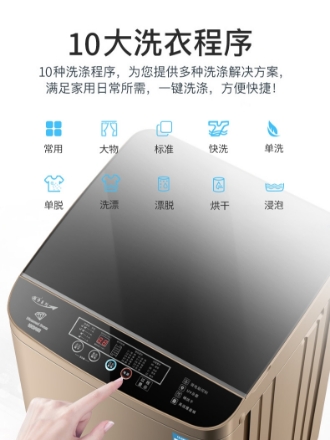 10大洗衣程序
10种洗涤程序，为您提供多种洗涤解决方案，
满足家用日常所需，一键洗涤，方便快捷！
常用 大物 标准 快洗 单洗
单脱 洗漂 漂脱 烘干 浸泡